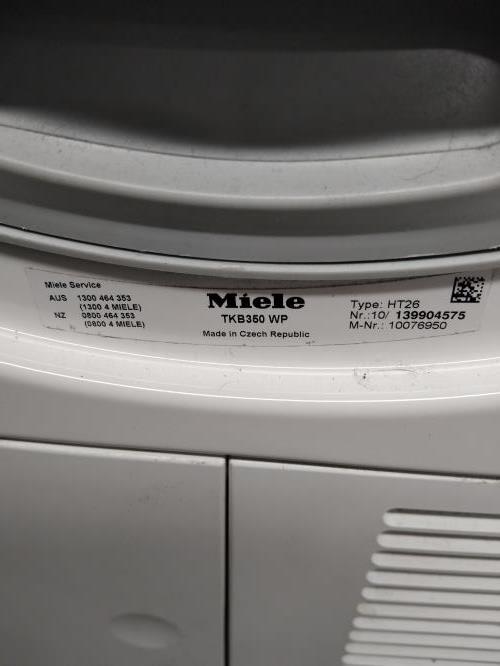 Miele Service
AUS 1300 464 353
(1300 4 MIELE)
NZ 0800 464 353
(0800 4 MIELE)
Miele
TKB350 WP
Made in Czech Republic
Type: HT26
Nr.:10/ 139904575
M-Nr.: 10076950